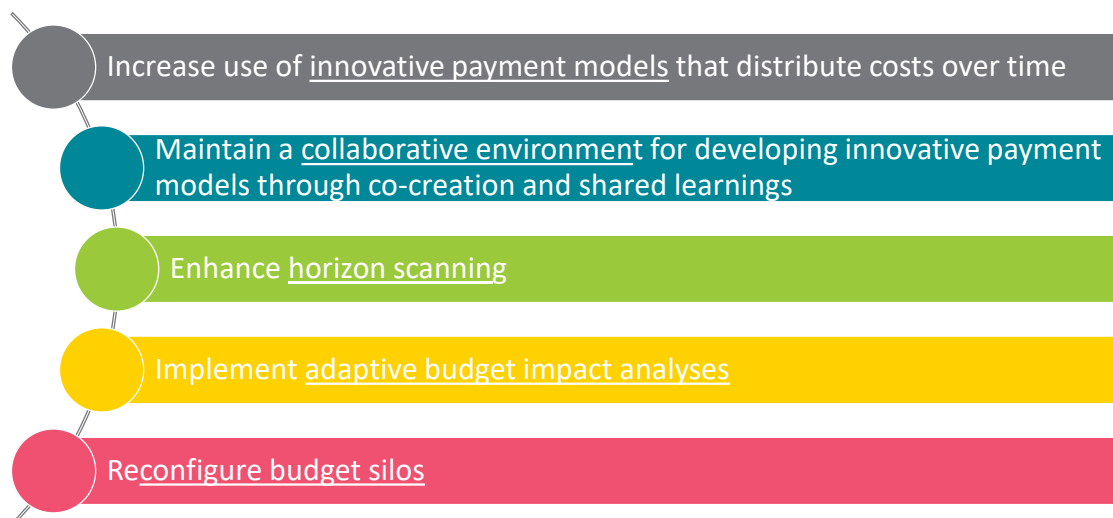 Increase use of innovative payment models that distribute costs over time
Maintain a collaborative environment for developing innovative payment
models through co-creation and shared learnings
Enhance horizon scanning
Implement adaptive budget impact analyses
Reconfigure budget silos